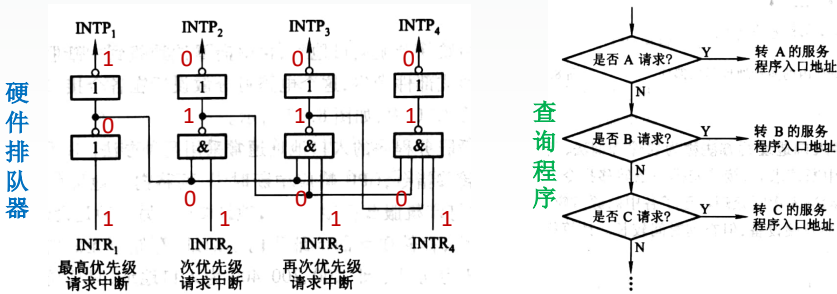 硬件排队器
INTP₁ INTP₂ INTP₃ INTP₄
1 0 0 0
1 1 1 1
0 1 1 1
1 & & &
0 0 0
1 1 1 1
INTR₁ INTR₂ INTR₃ INTR₄
最高优先级 次优先级 再次优先级
请求中断 请求中断 请求中断
查询程序
是否 A 请求? Y 转 A 的服务
程序入口地址
N
是否 B 请求? Y 转 B 的服务
程序入口地址
N
是否 C 请求? Y 转 C 的服务
程序入口地址
N